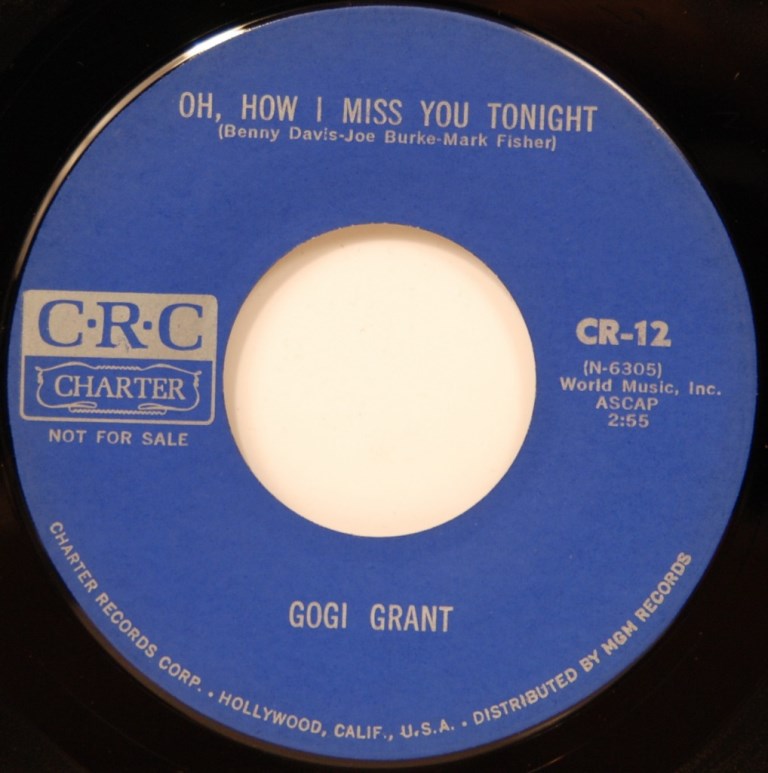 OH, HOW I MISS YOU TONIGHT
(Benny Davis-Joe Burke-Mark Fisher)
C·R·C
CHARTER
NOT FOR SALE
CR-12
(N-6305)
World Music, Inc.
ASCAP
2:55
GOGI GRANT
CHARTER RECORDS CORP. • HOLLYWOOD, CALIF., U.S.A. • DISTRIBUTED BY MGM RECORDS